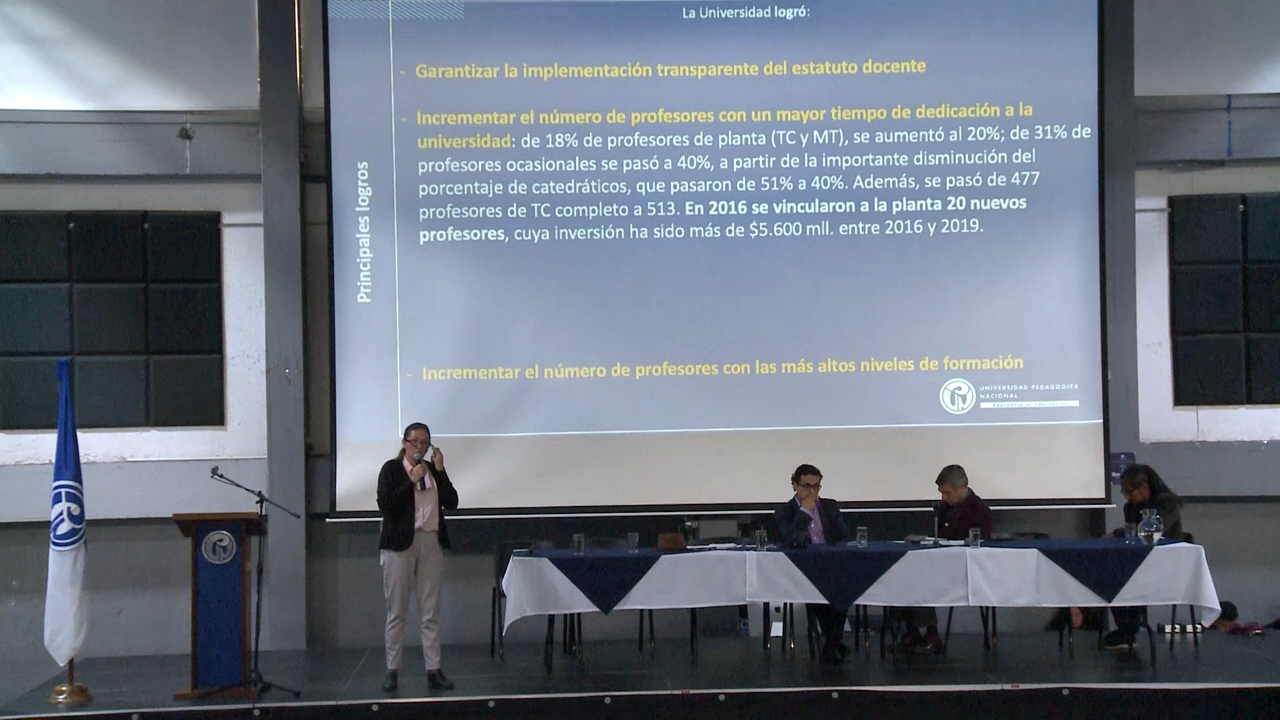 La Universidad logró:
- Garantizar la implementación transparente del estatuto docente
- Incrementar el número de profesores con un mayor tiempo de dedicación a la
universidad: de 18% de profesores de planta (TC y MT), se aumentó al 20%; de 31% de
profesores ocasionales se pasó a 40%, a partir de la importante disminución del
porcentaje de catedráticos, que pasaron de 51% a 40%. Además, se pasó de 477
profesores de TC completo a 513. En 2016 se vincularon a la planta 20 nuevos
profesores, cuya inversión ha sido más de $5.600 mll. entre 2016 y 2019.
- Incrementar el número de profesores con las más altos niveles de formación
Principales logros
UNIVERSIDAD PEDAGOGICA
NACIONAL